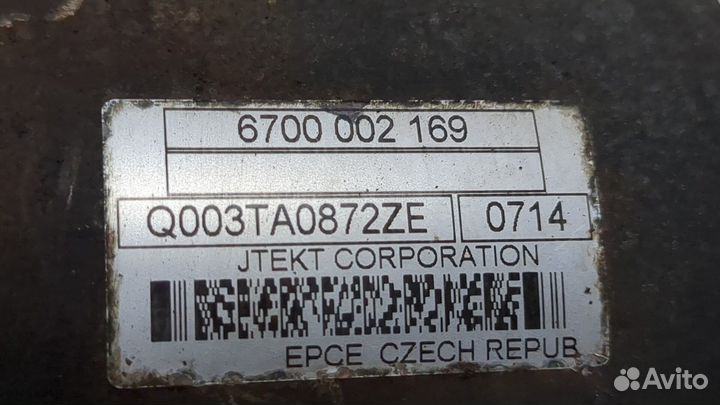 6700 002 169
Q003TA0872ZE 0714
JTEKT CORPORATION
EPCE CZECH REPUB
Avito